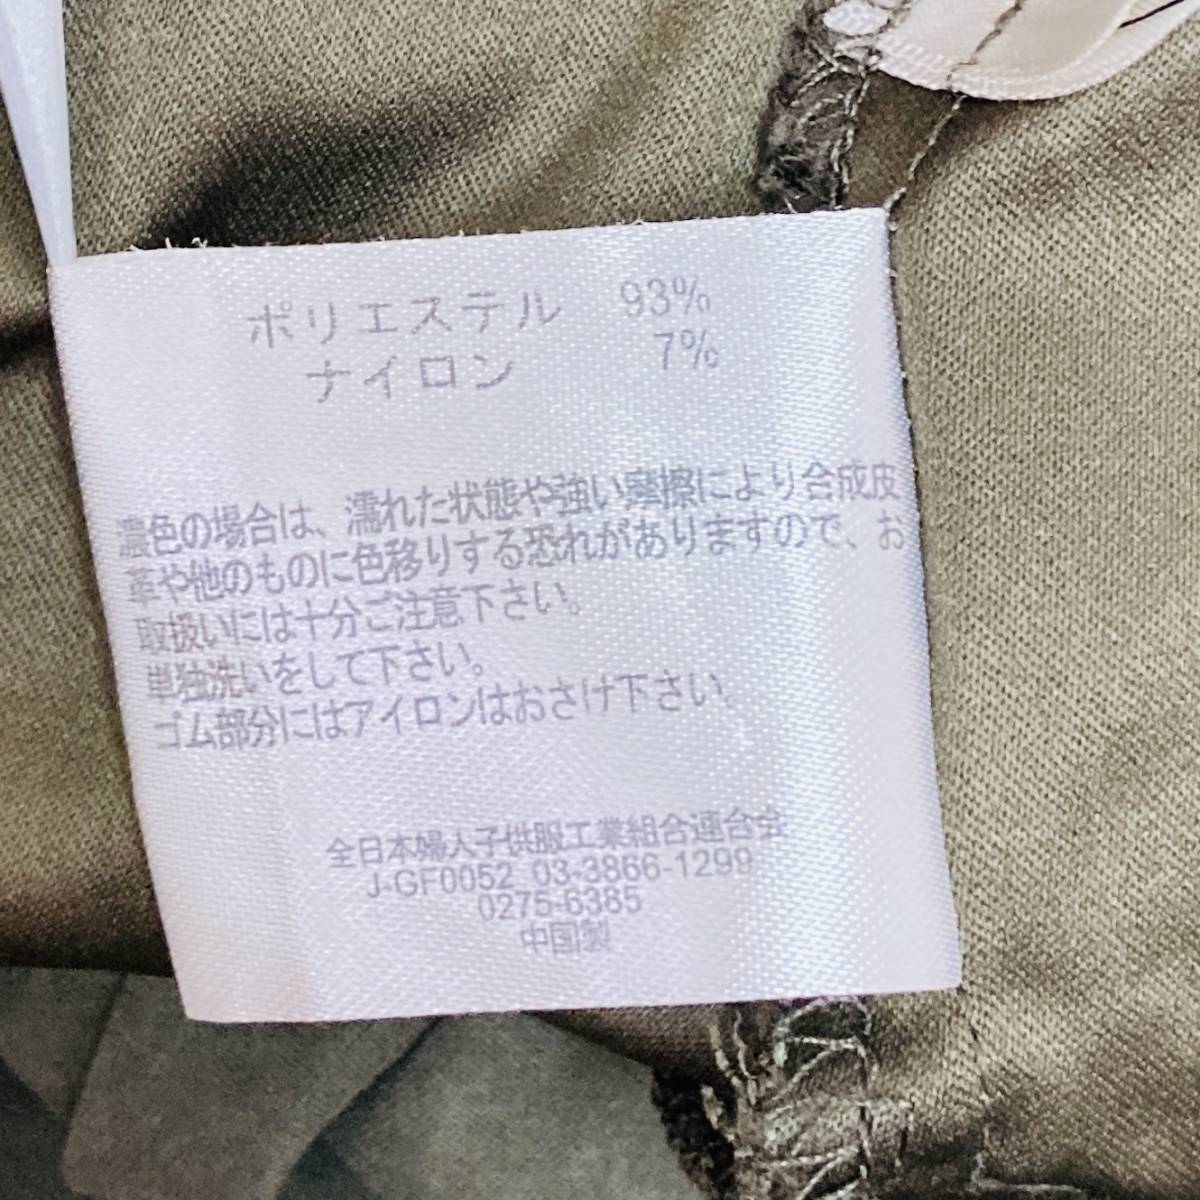 ポリエステル 93%
ナイロン 7%
濃色の場合は、濡れた状態や強い摩擦により合成皮
革や他のものに色移りする恐れがありますので、お
取扱いには十分ご注意下さい。
単独洗いをして下さい。
ゴム部分にはアイロンはおさけ下さい。
全日本婦人子供服工業組合連合会
J-GF0052 03-3866-1299
0275-6385
中国製